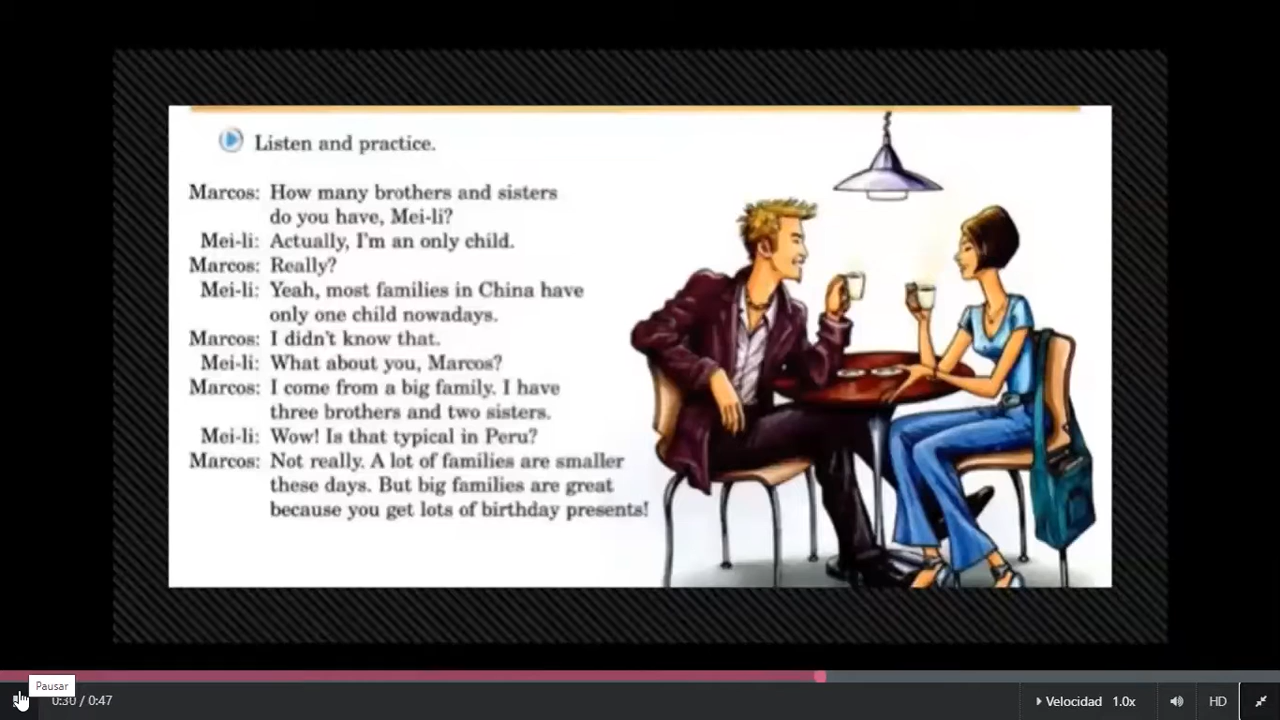 Listen and practice.
Marcos: How many brothers and sisters
do you have, Mei-li?
Mei-li: Actually, I'm an only child.
Marcos: Really?
Mei-li: Yeah, most families in China have
only one child nowadays.
Marcos: I didn't know that.
Mei-li: What about you, Marcos?
Marcos: I come from a big family. I have
three brothers and two sisters.
Mei-li: Wow! Is that typical in Peru?
Marcos: Not really. A lot of families are smaller
these days. But big families are great
because you get lots of birthday presents!
Pausar
0:30 / 0:47
Velocidad 1.0x
HD